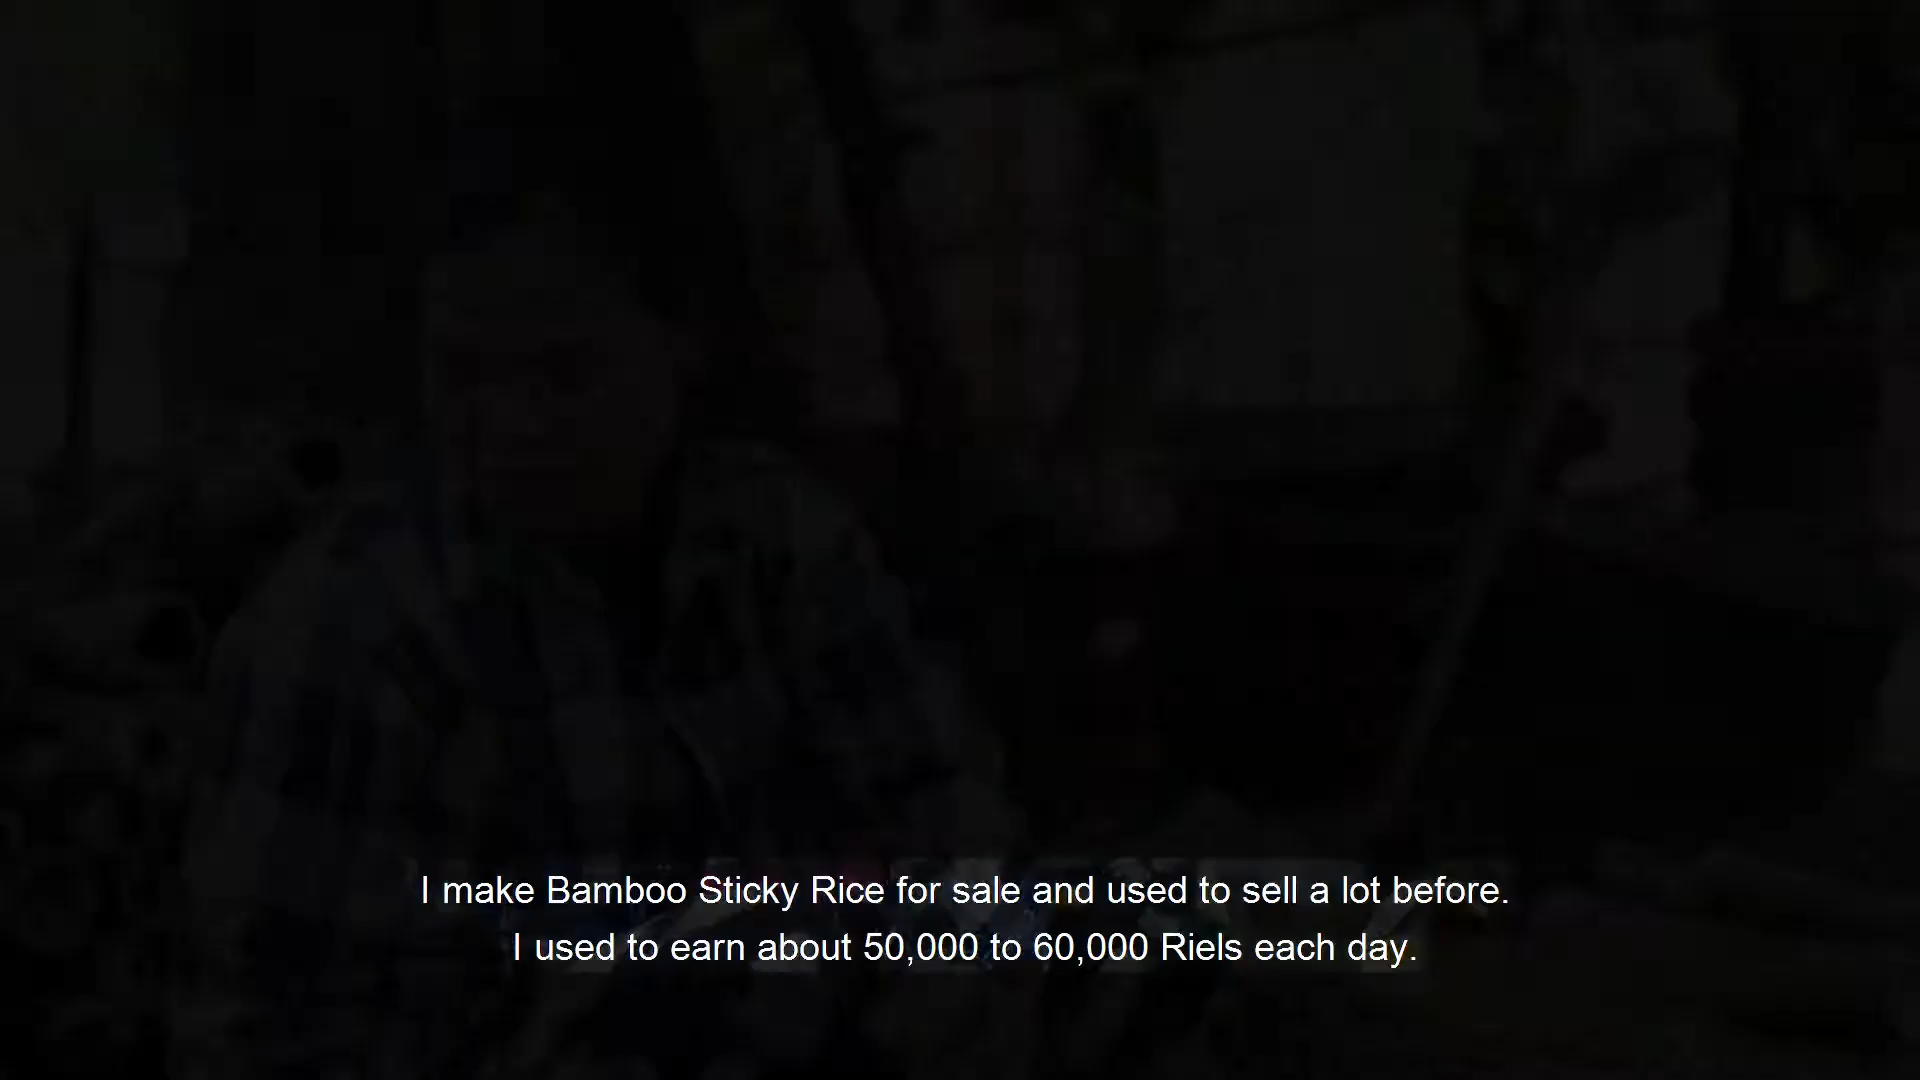 I make Bamboo Sticky Rice for sale and used to sell a lot before.
I used to earn about 50,000 to 60,000 Riels each day.